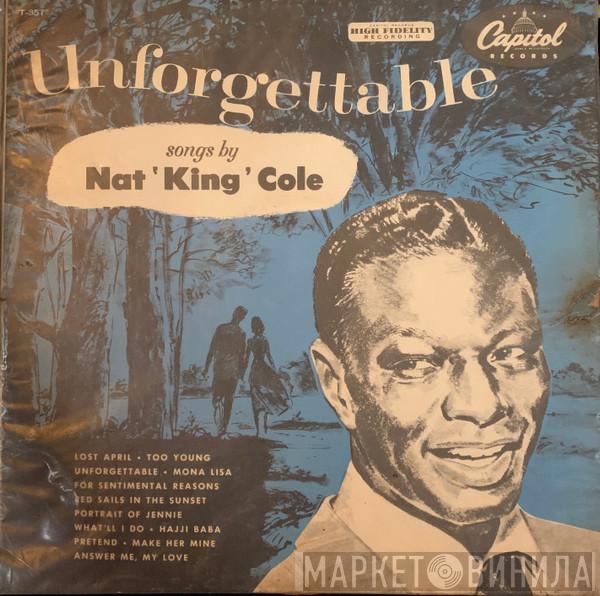 "T-357"
CAPITOL RECORDS
HIGH FIDELITY
RECORDING
Capitol
RECORDS
Unforgettable
songs by
Nat 'King' Cole
LOST APRIL • TOO YOUNG
UNFORGETTABLE • MONA LISA
FOR SENTIMENTAL REASONS
RED SAILS IN THE SUNSET
PORTRAIT OF JENNIE
WHAT'LL I DO • HAJJI BABA
PRETEND • MAKE HER MINE
ANSWER ME, MY LOVE
МАРКЕТ ВИНИЛА